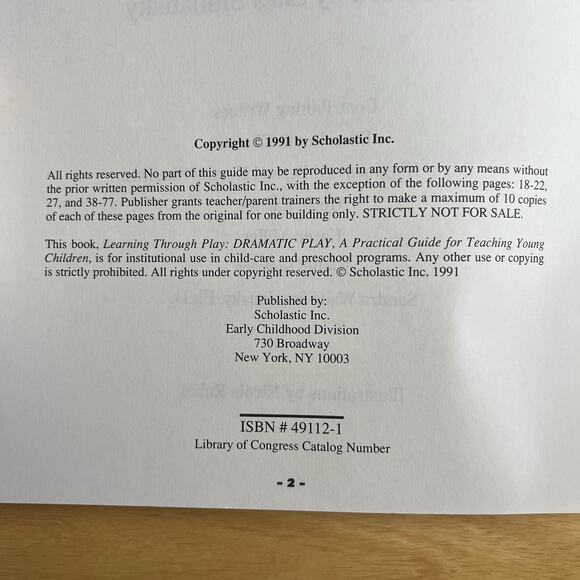 Copyright © 1991 by Scholastic Inc.
All rights reserved. No part of this guide may be reproduced in any form or by any means without
the prior written permission of Scholastic Inc., with the exception of the following pages: 18-22,
27, and 38-77. Publisher grants teacher/parent trainers the right to make a maximum of 10 copies
of each of these pages from the original for one building only. STRICTLY NOT FOR SALE.
This book, Learning Through Play: DRAMATIC PLAY, A Practical Guide for Teaching Young
Children, is for institutional use in child-care and preschool programs. Any other use or copying
is strictly prohibited. All rights under copyright reserved. © Scholastic Inc. 1991
Published by:
Scholastic Inc.
Early Childhood Division
730 Broadway
New York, NY 10003
ISBN # 49112-1
Library of Congress Catalog Number
- 2 -